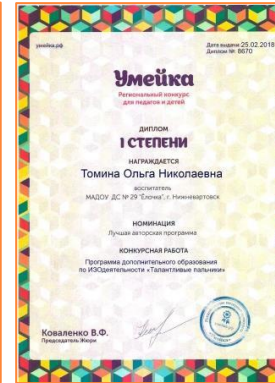 умейка.рф
Дата выдачи 25.02.2018
Диплом № 8670
Умейка
Региональный конкурс
для педагогов и детей
ДИПЛОМ
I СТЕПЕНИ
НАГРАЖДАЕТСЯ
Томина Ольга Николаевна
воспитатель
МАДОУ ДС № 29 "Ёлочка", г. Нижневартовск
НОМИНАЦИЯ
Лучшая авторская программа
КОНКУРСНАЯ РАБОТА
Программа дополнительного образования
по ИЗОдеятельности «Талантливые пальчики»
Коваленко В.Ф.
Председатель Жюри